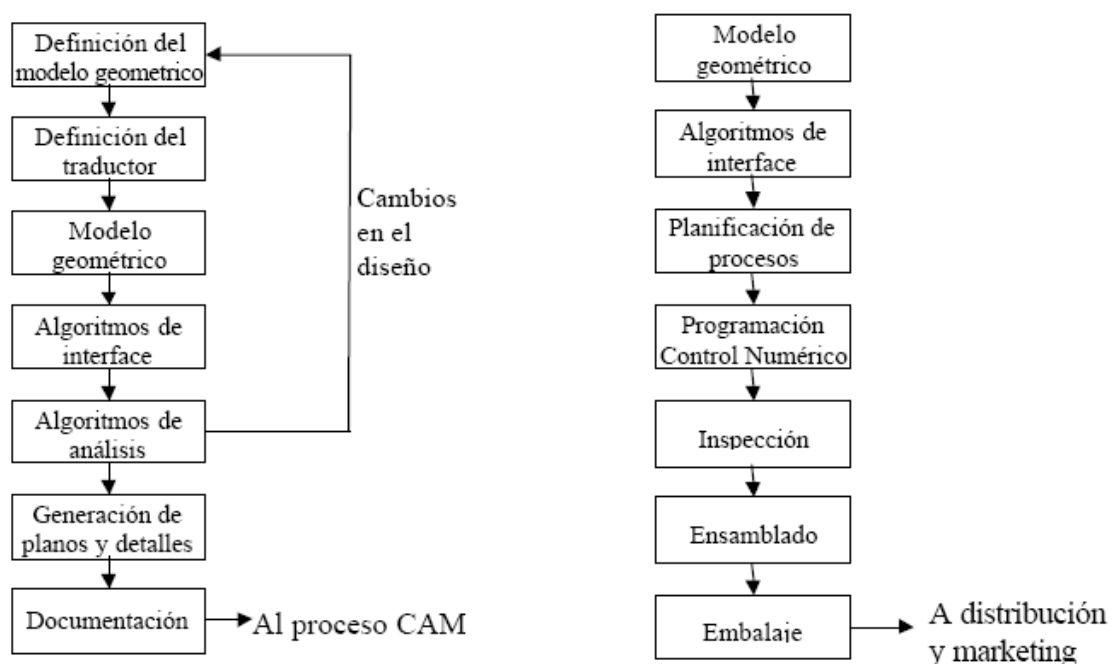 Definición del
modelo geometrico
Definición del
traductor
Modelo
geométrico
Algoritmos de
interface
Algoritmos de
análisis
Generación de
planos y detalles
Documentación
Al proceso CAM
Cambios
en el
diseño
Modelo
geométrico
Algoritmos de
interface
Planificación de
procesos
Programación
Control Numérico
Inspección
Ensamblado
Embalaje
A distribución
y marketing